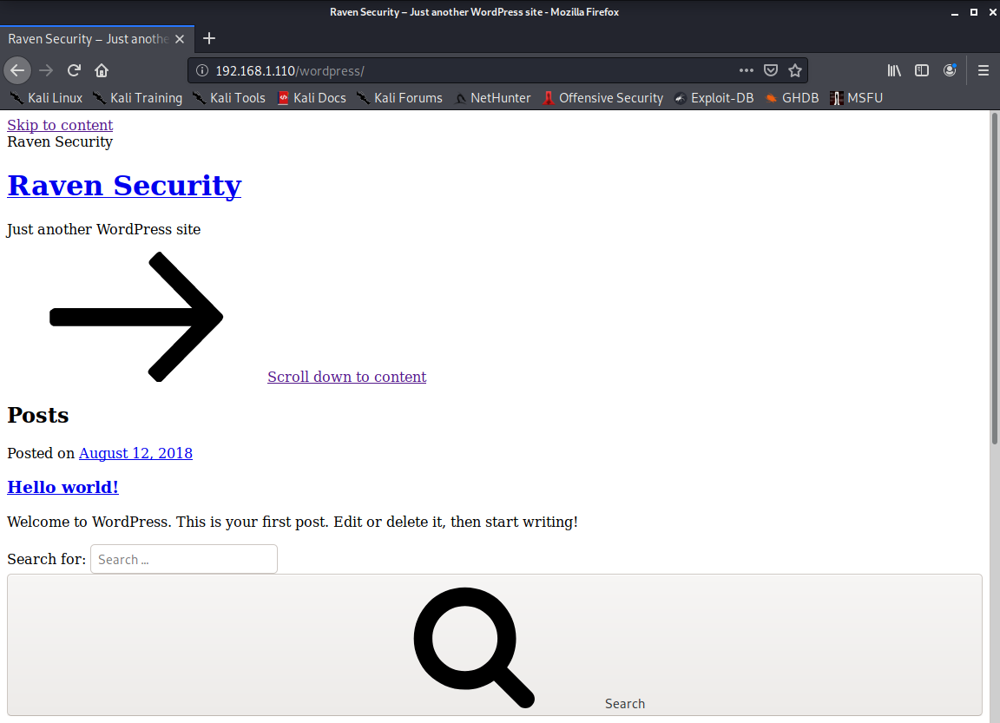 Raven Security – Just another WordPress site - Mozilla Firefox
Raven Security – Just anothe
192.168.1.110/wordpress/
Kali Linux Kali Training Kali Tools Kali Docs Kali Forums NetHunter Offensive Security Exploit-DB GHDB MSFU
Skip to content
Raven Security
Raven Security
Just another WordPress site
Scroll down to content
Posts
Posted on August 12, 2018
Hello world!
Welcome to WordPress. This is your first post. Edit or delete it, then start writing!
Search for: Search …
Search